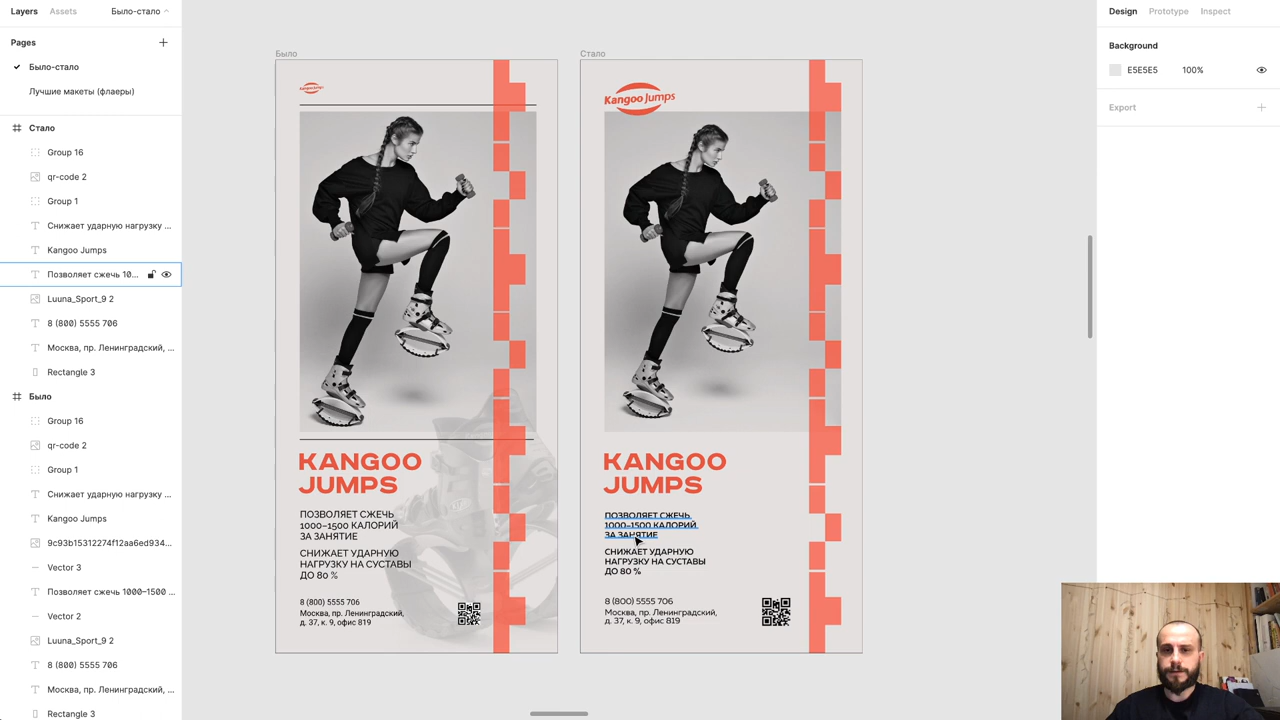 Layers
Assets
Было-стало
Pages
Было-стало
Лучшие макеты (флаеры)
Стало
Group 16
qr-code 2
Group 1
Снижает ударную нагрузку ...
Kangoo Jumps
Позволяет сжечь 10...
Luuna_Sport_9 2
8 (800) 5555 706
Москва, пр. Ленинградский, ...
Rectangle 3
Было
Group 16
qr-code 2
Group 1
Снижает ударную нагрузку ...
Kangoo Jumps
9c93b15312274f12aa6ed934...
Vector 3
Позволяет сжечь 1000–1500 ...
Vector 2
Luuna_Sport_9 2
8 (800) 5555 706
Москва, пр. Ленинградский, ...
Rectangle 3
Было
Kangoo Jumps
KANGOO
JUMPS
ПОЗВОЛЯЕТ СЖЕЧЬ
1000–1500 КАЛОРИЙ
ЗА ЗАНЯТИЕ
СНИЖАЕТ УДАРНУЮ
НАГРУЗКУ НА СУСТАВЫ
ДО 80 %
8 (800) 5555 706
Москва, пр. Ленинградский,
д. 37, к. 9, офис 819
Стало
Kangoo Jumps
KANGOO
JUMPS
ПОЗВОЛЯЕТ СЖЕЧЬ
1000–1500 КАЛОРИЙ
ЗА ЗАНЯТИЕ
СНИЖАЕТ УДАРНУЮ
НАГРУЗКУ НА СУСТАВЫ
ДО 80 %
8 (800) 5555 706
Москва, пр. Ленинградский,
д. 37, к. 9, офис 819
Design
Prototype
Inspect
Background
E5E5E5
100%
Export